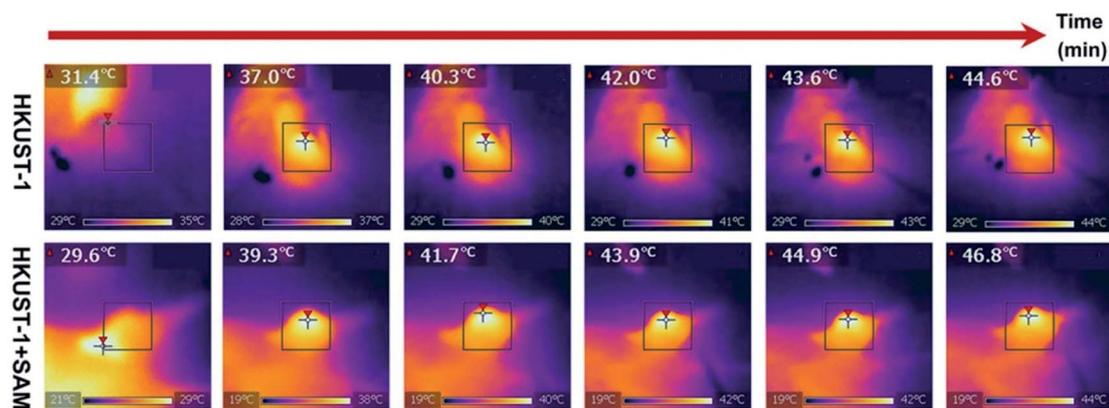 Time
(min)
HKUST-1
31.4°C
37.0°C
40.3°C
42.0°C
43.6°C
44.6°C
29°C 35°C
28°C 37°C
29°C 40°C
29°C 41°C
29°C 43°C
29°C 44°C
HKUST-1+SAM
29.6°C
39.3°C
41.7°C
43.9°C
44.9°C
46.8°C
21°C 29°C
19°C 38°C
19°C 40°C
19°C 42°C
19°C 42°C
19°C 44°C